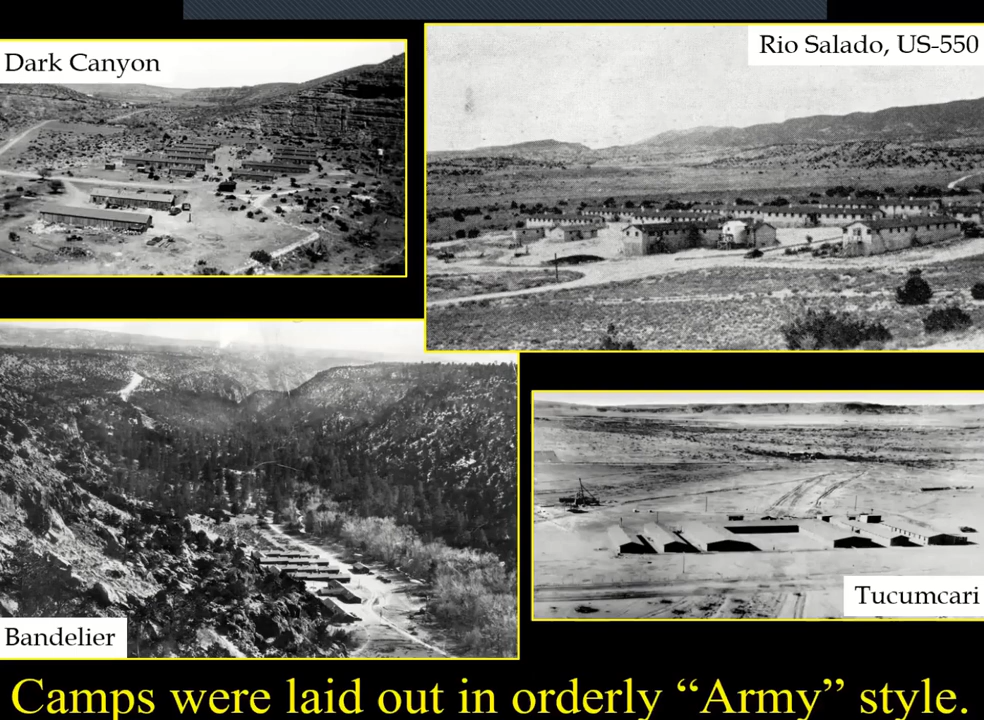 Dark Canyon
Rio Salado, US-550
Bandelier
Tucumcari
Camps were laid out in orderly “Army” style.